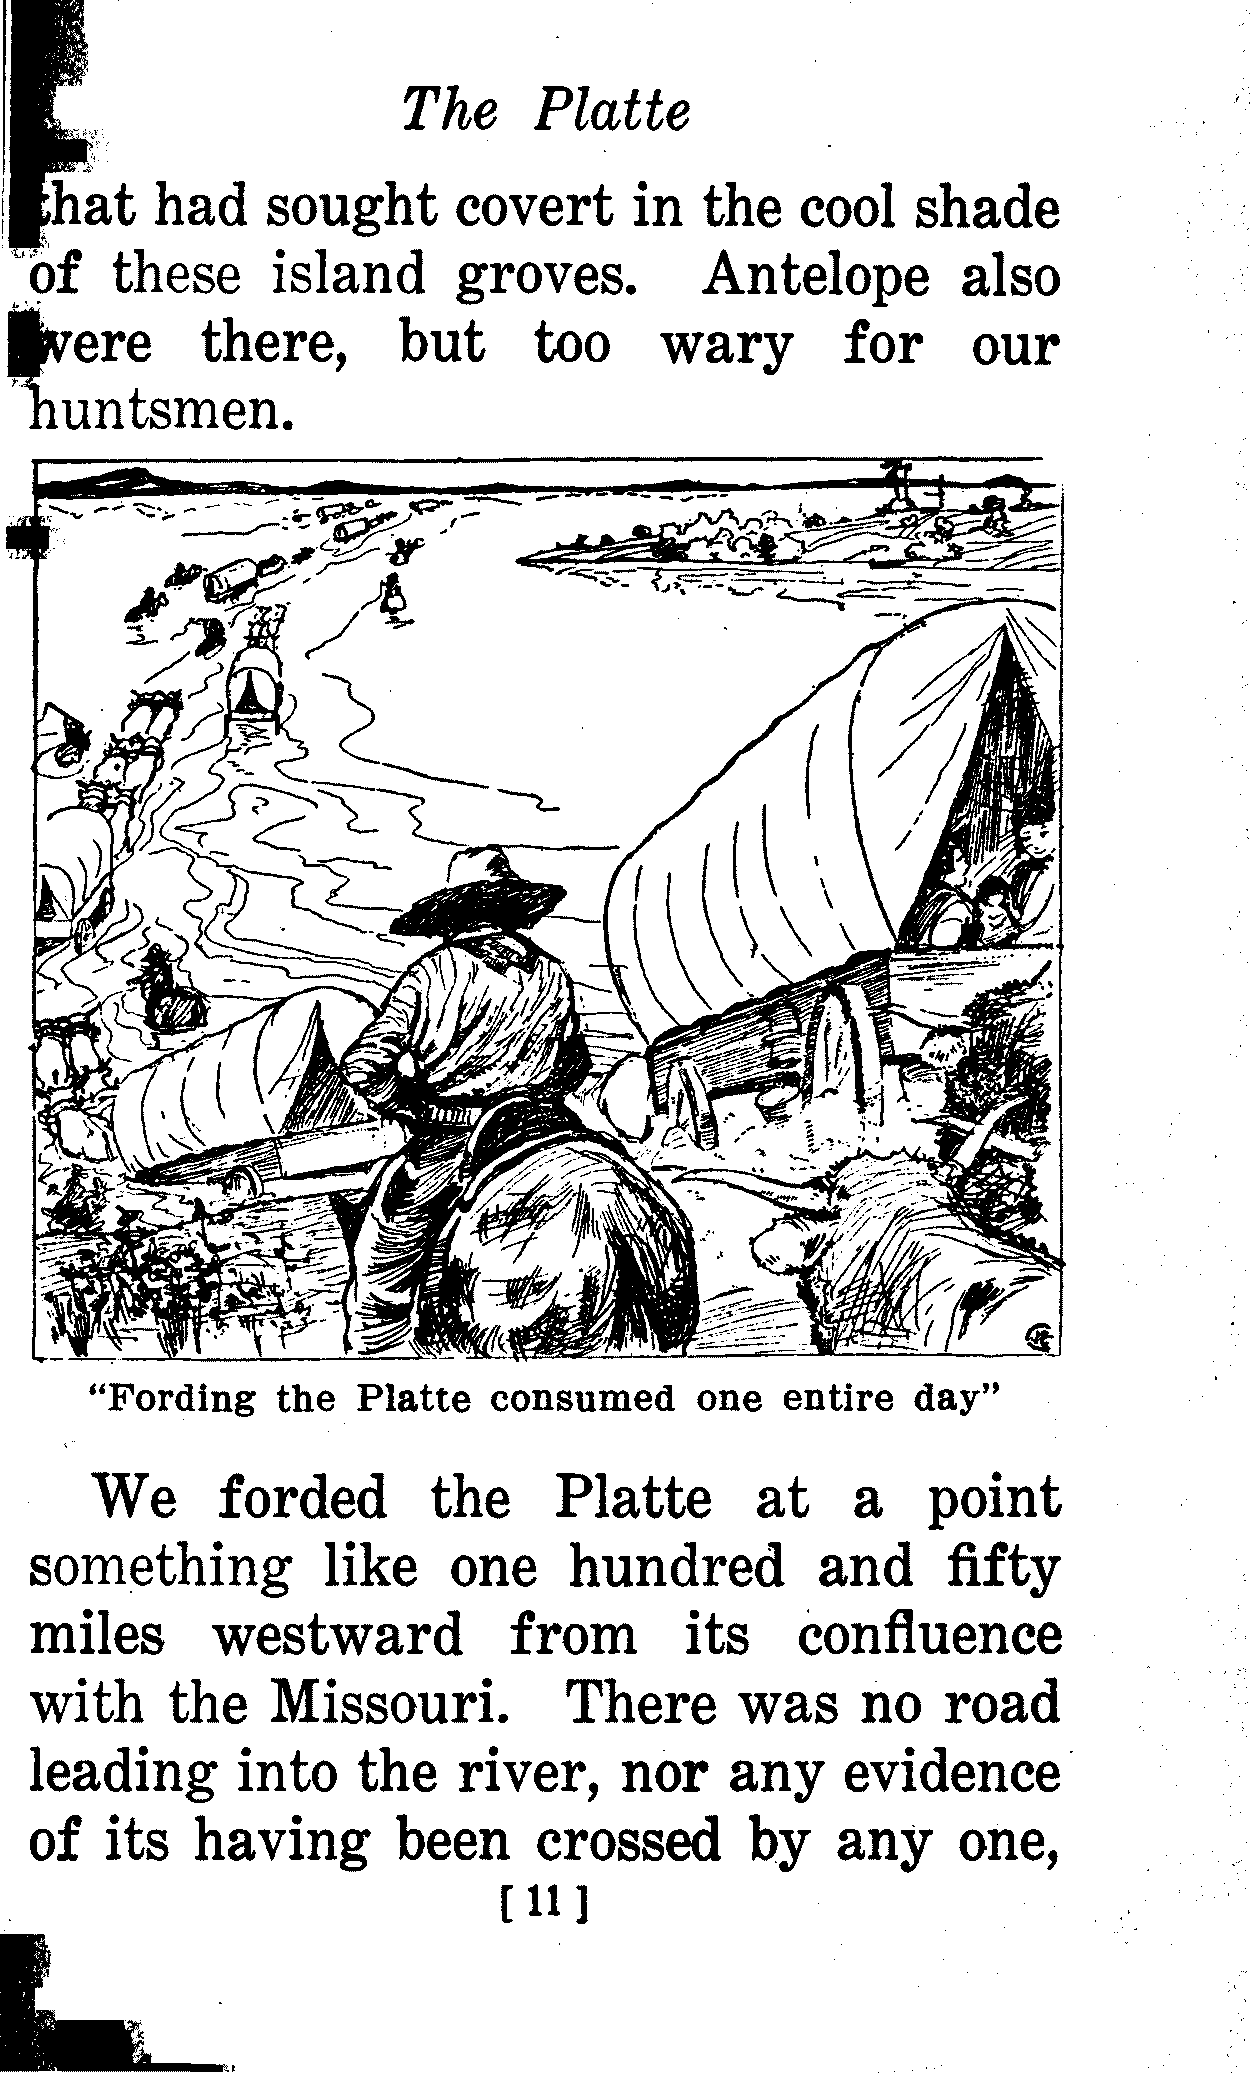 The Platte
that had sought covert in the cool shade
of these island groves. Antelope also
were there, but too wary for our
huntsmen.
"Fording the Platte consumed one entire day"
We forded the Platte at a point
something like one hundred and fifty
miles westward from its confluence
with the Missouri. There was no road
leading into the river, nor any evidence
of its having been crossed by any one,
[ 11 ]